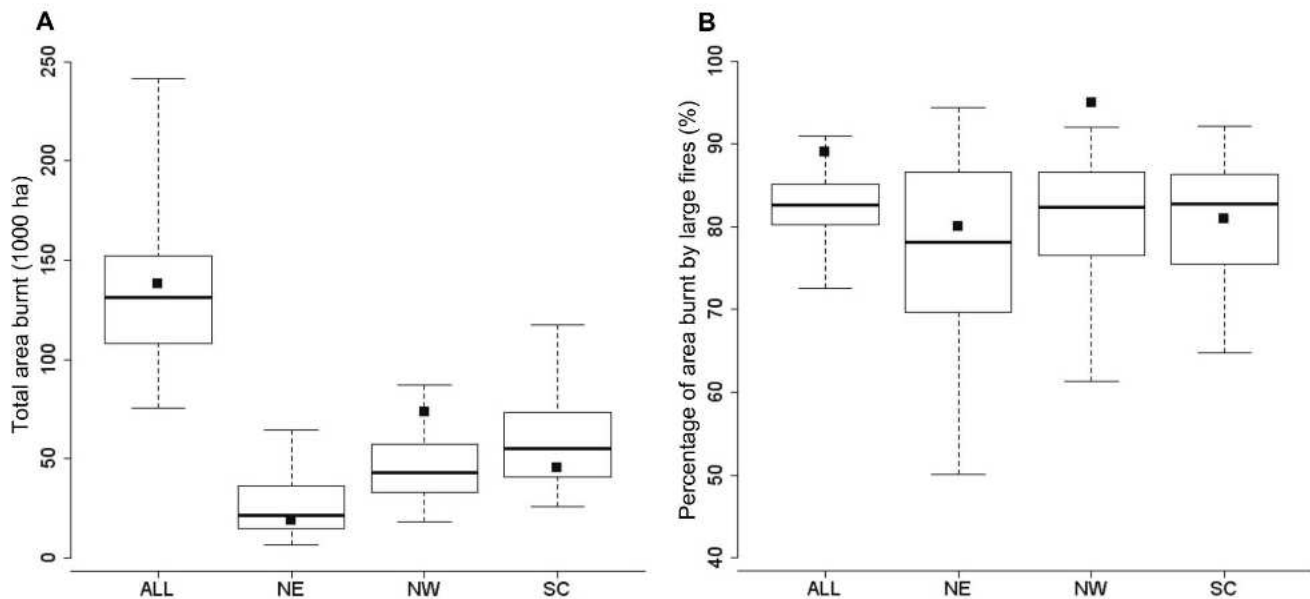 A
Total area burnt (1000 ha)
250
200
150
100
50
0
ALL NE NW SC
B
Percentage of area burnt by large fires (%)
100
90
80
70
60
50
40
ALL NE NW SC